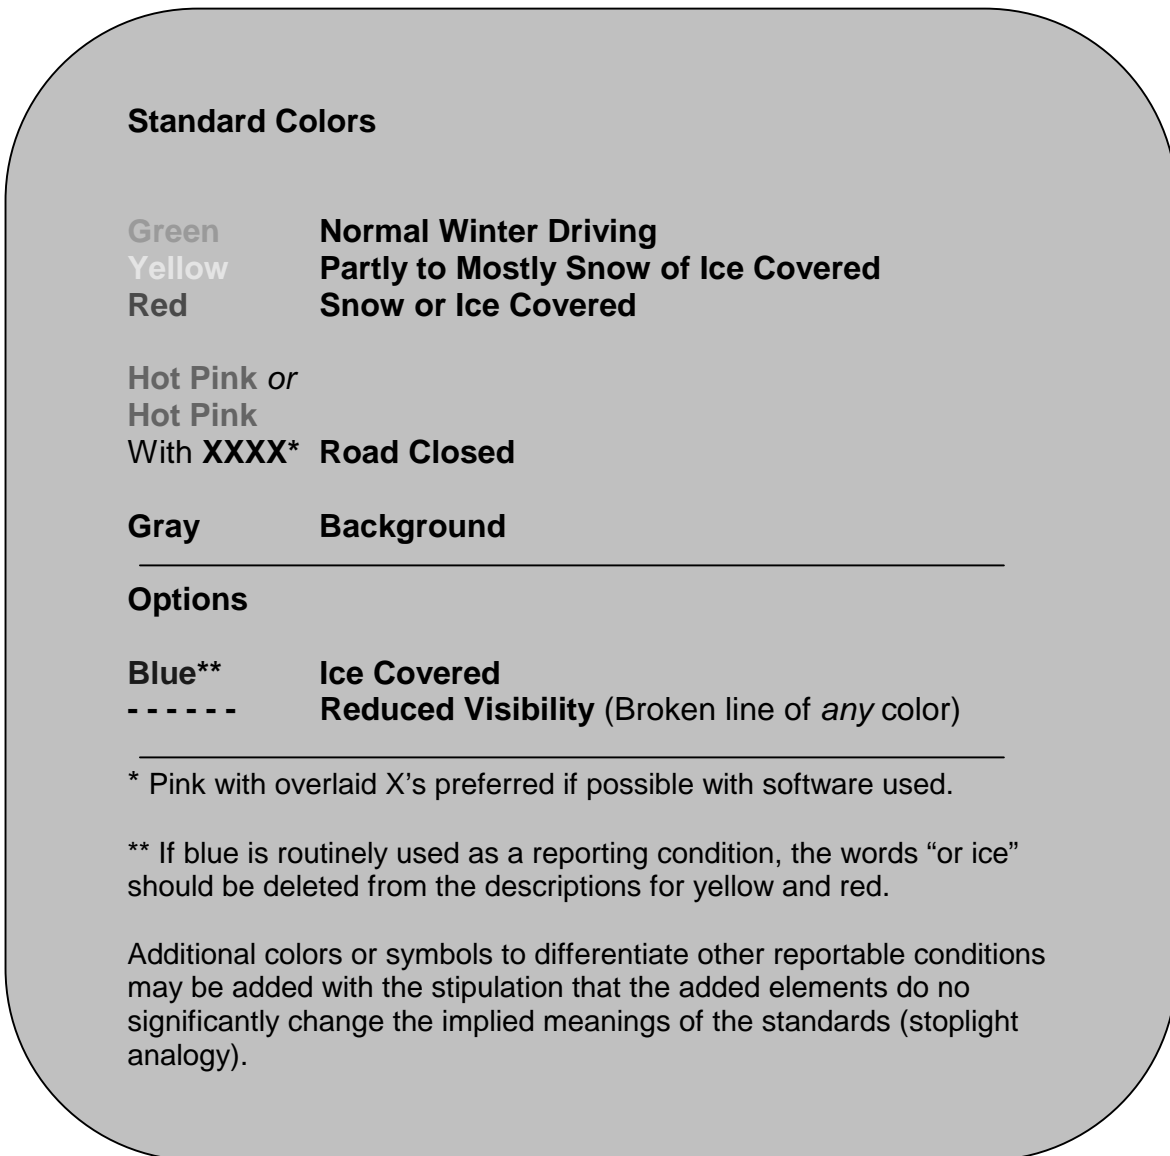 Standard Colors
Green Normal Winter Driving
Yellow Partly to Mostly Snow of Ice Covered
Red Snow or Ice Covered
Hot Pink or
Hot Pink
With XXXX* Road Closed
Gray Background
Options
Blue** Ice Covered
- - - - - - Reduced Visibility (Broken line of any color)
* Pink with overlaid X’s preferred if possible with software used.
** If blue is routinely used as a reporting condition, the words “or ice”
should be deleted from the descriptions for yellow and red.
Additional colors or symbols to differentiate other reportable conditions
may be added with the stipulation that the added elements do no
significantly change the implied meanings of the standards (stoplight
analogy).